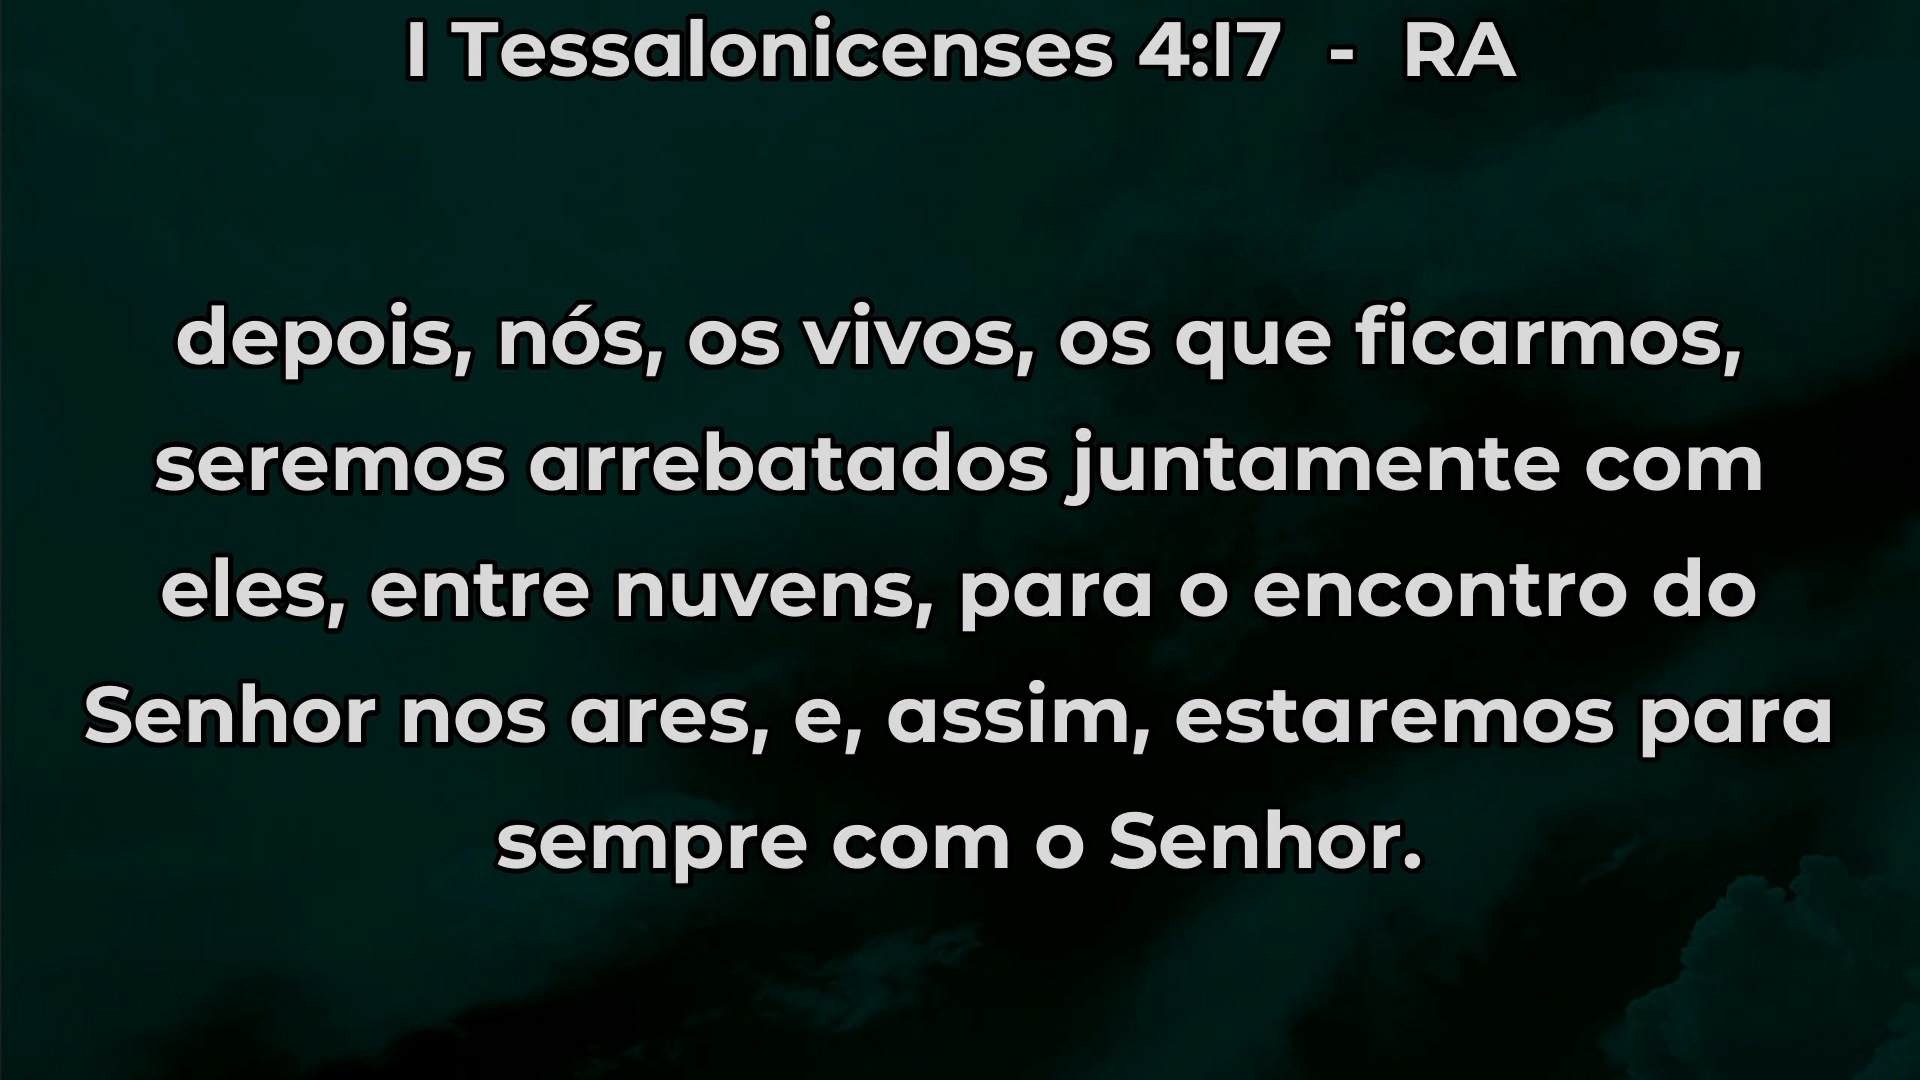 I Tessalonicenses 4:17 - RA
depois, nós, os vivos, os que ficarmos,
seremos arrebatados juntamente com
eles, entre nuvens, para o encontro do
Senhor nos ares, e, assim, estaremos para
sempre com o Senhor.